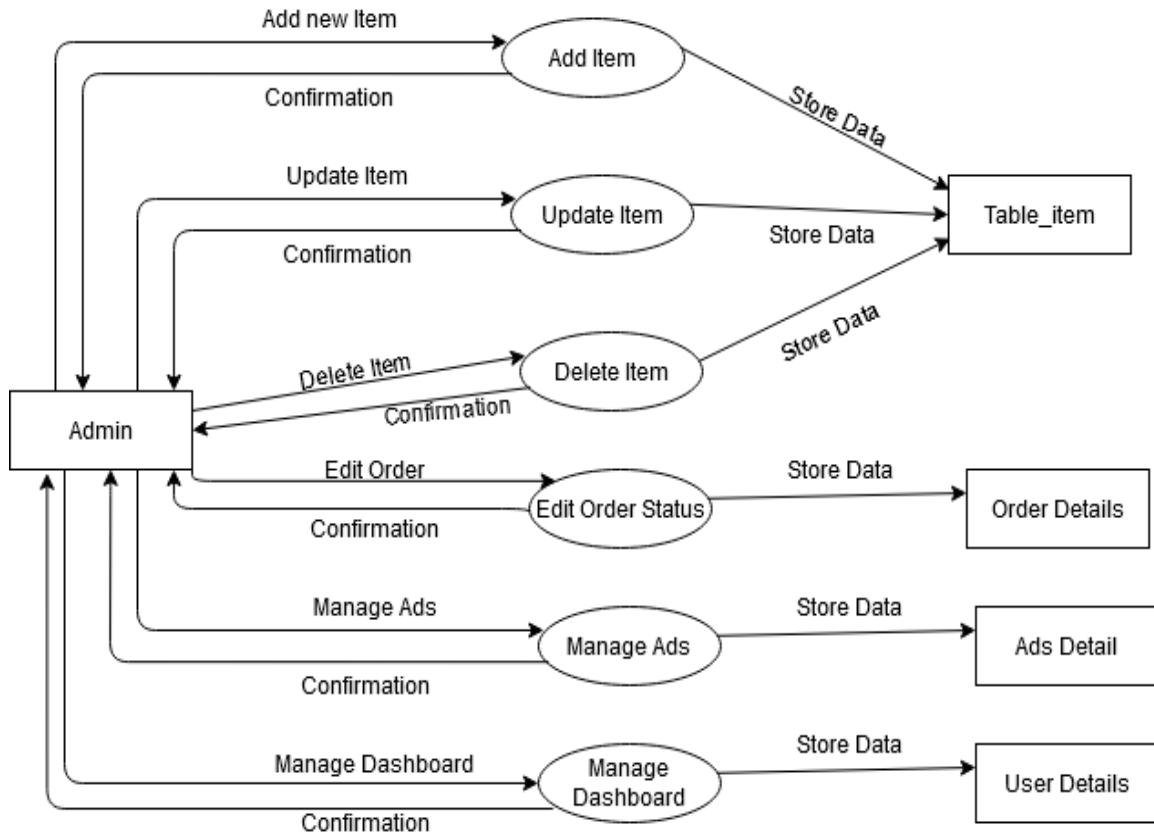 Add new Item
Add Item
Confirmation
Store Data
Update Item
Update Item
Table_item
Confirmation
Store Data
Delete Item
Delete Item
Store Data
Confirmation
Admin
Edit Order
Store Data
Edit Order Status
Order Details
Confirmation
Manage Ads
Store Data
Manage Ads
Ads Detail
Confirmation
Manage Dashboard
Store Data
Manage
Dashboard
User Details
Confirmation